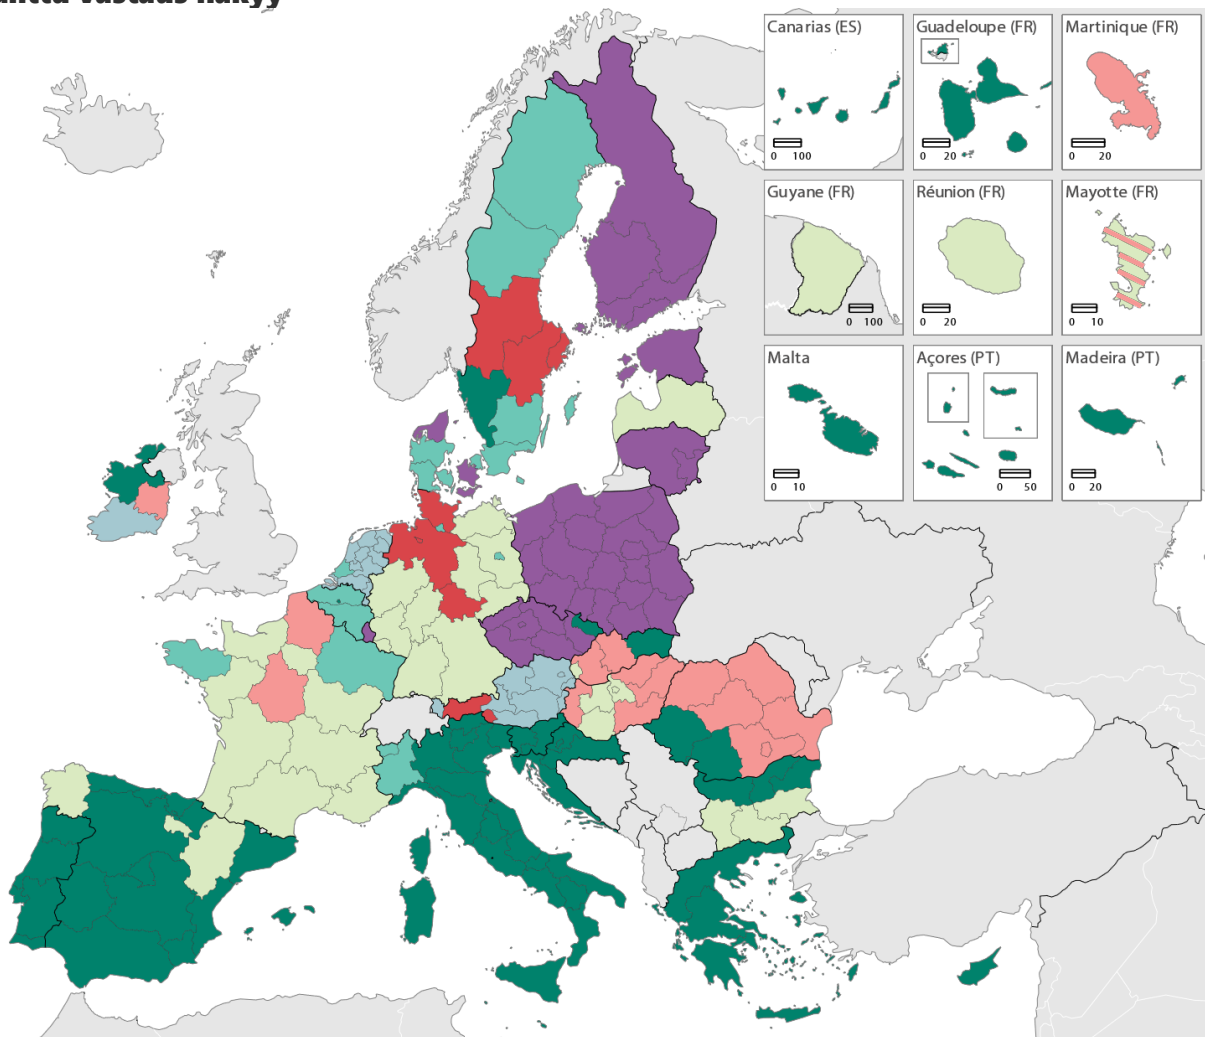 Canarias (ES)
0 100
Guadeloupe (FR)
0 20
Martinique (FR)
0 20
Guyane (FR)
0 100
Réunion (FR)
0 20
Mayotte (FR)
0 10
Malta
0 10
Açores (PT)
0 50
Madeira (PT)
0 20